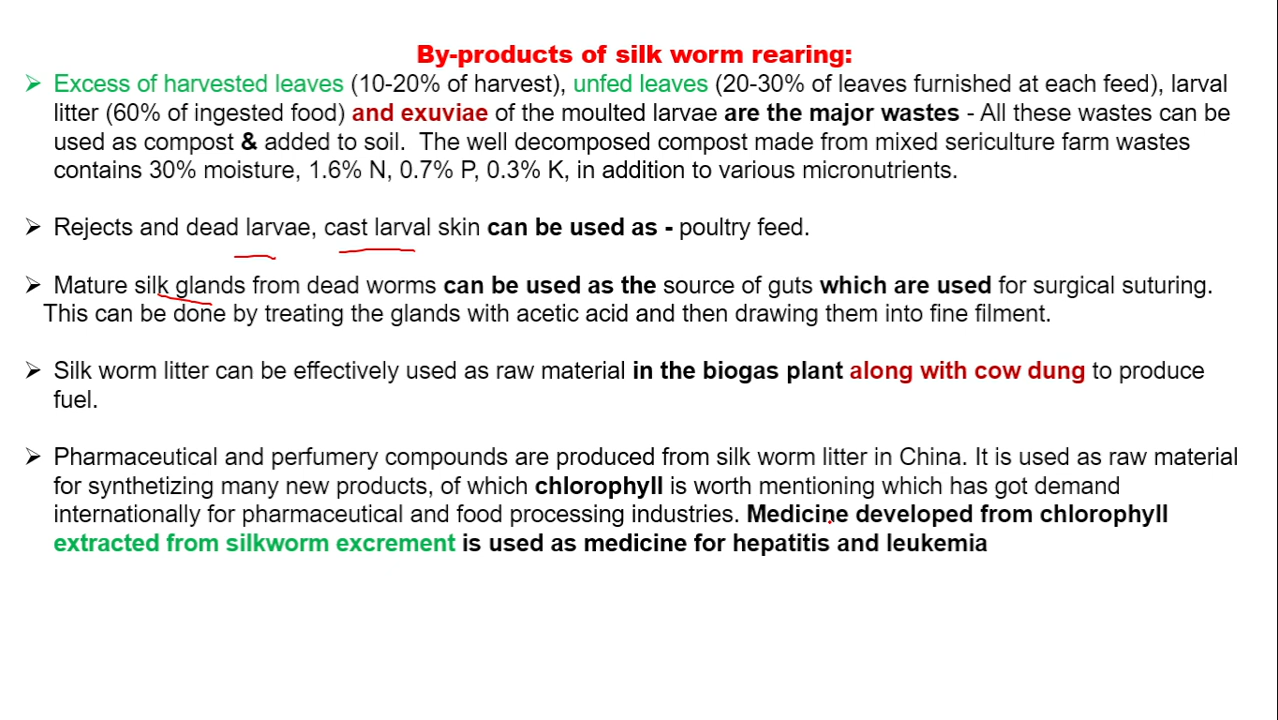 By-products of silk worm rearing:
➢ Excess of harvested leaves (10-20% of harvest), unfed leaves (20-30% of leaves furnished at each feed), larval
litter (60% of ingested food) and exuviae of the moulted larvae are the major wastes - All these wastes can be
used as compost & added to soil. The well decomposed compost made from mixed sericulture farm wastes
contains 30% moisture, 1.6% N, 0.7% P, 0.3% K, in addition to various micronutrients.
➢ Rejects and dead larvae, cast larval skin can be used as - poultry feed.
➢ Mature silk glands from dead worms can be used as the source of guts which are used for surgical suturing.
This can be done by treating the glands with acetic acid and then drawing them into fine filment.
➢ Silk worm litter can be effectively used as raw material in the biogas plant along with cow dung to produce
fuel.
➢ Pharmaceutical and perfumery compounds are produced from silk worm litter in China. It is used as raw material
for synthetizing many new products, of which chlorophyll is worth mentioning which has got demand
internationally for pharmaceutical and food processing industries. Medicine developed from chlorophyll
extracted from silkworm excrement is used as medicine for hepatitis and leukemia